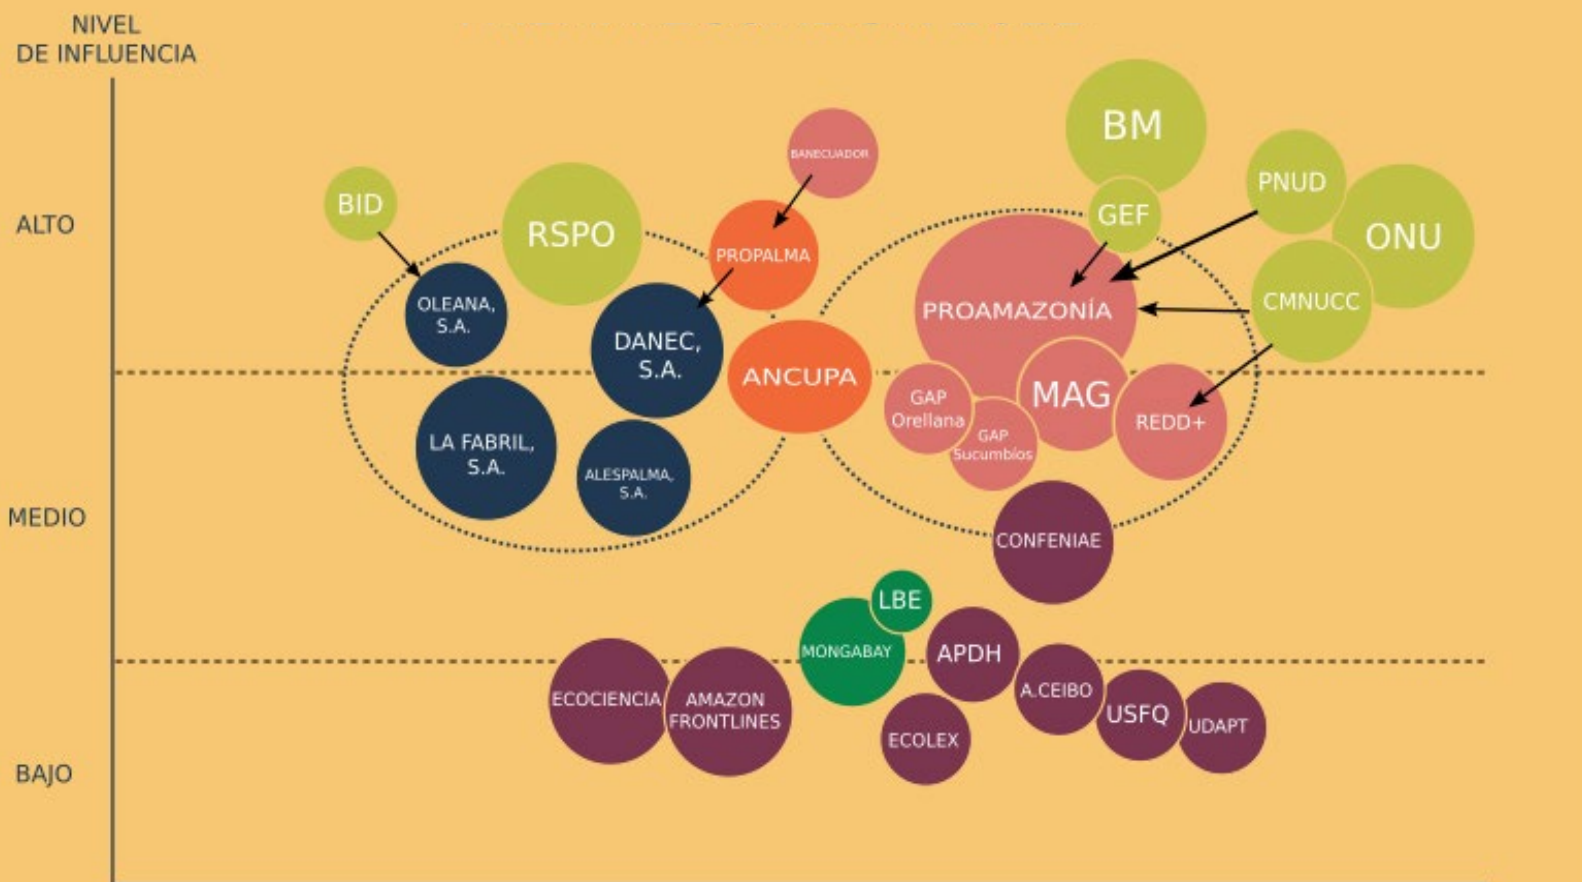 NIVEL
DE INFLUENCIA
BM
BANECUADOR
PNUD
BID
GEF
RSPO
ALTO
ONU
PROPALMA
OLEANA,
S.A.
CMNUCC
PROAMAZONÍA
DANEC,
S.A.
ANCUPA
MAG
GAP
Orellana
REDD+
GAP
Sucumbíos
LA FABRIL,
S.A.
ALESPALMA,
S.A.
MEDIO
CONFENIAE
LBE
MONGABAY
APDH
A.CEIBO
ECOCIENCIA
AMAZON
FRONTLINES
USFQ
UDAPT
ECOLEX
BAJO